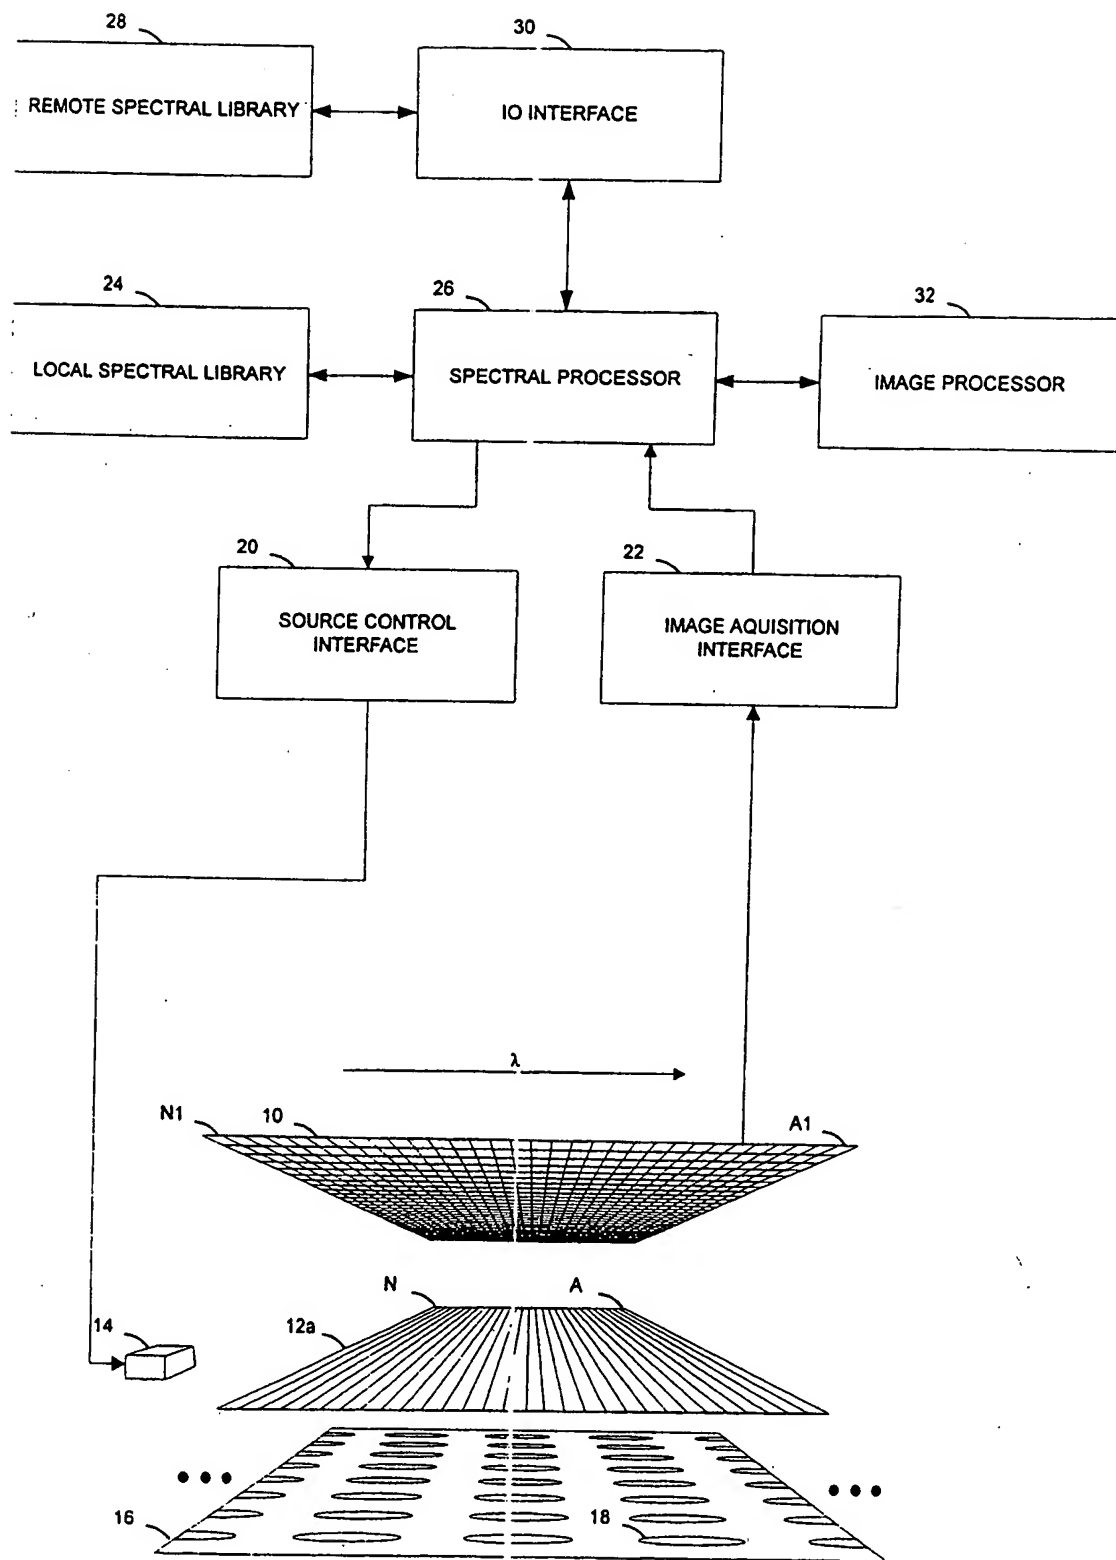 28
30
REMOTE SPECTRAL LIBRARY
IO INTERFACE
24
26
32
LOCAL SPECTRAL LIBRARY
SPECTRAL PROCESSOR
IMAGE PROCESSOR
20
22
SOURCE CONTROL
INTERFACE
IMAGE AQUISITION
INTERFACE
λ
N1
10
A1
N
A
14
12a
16
18